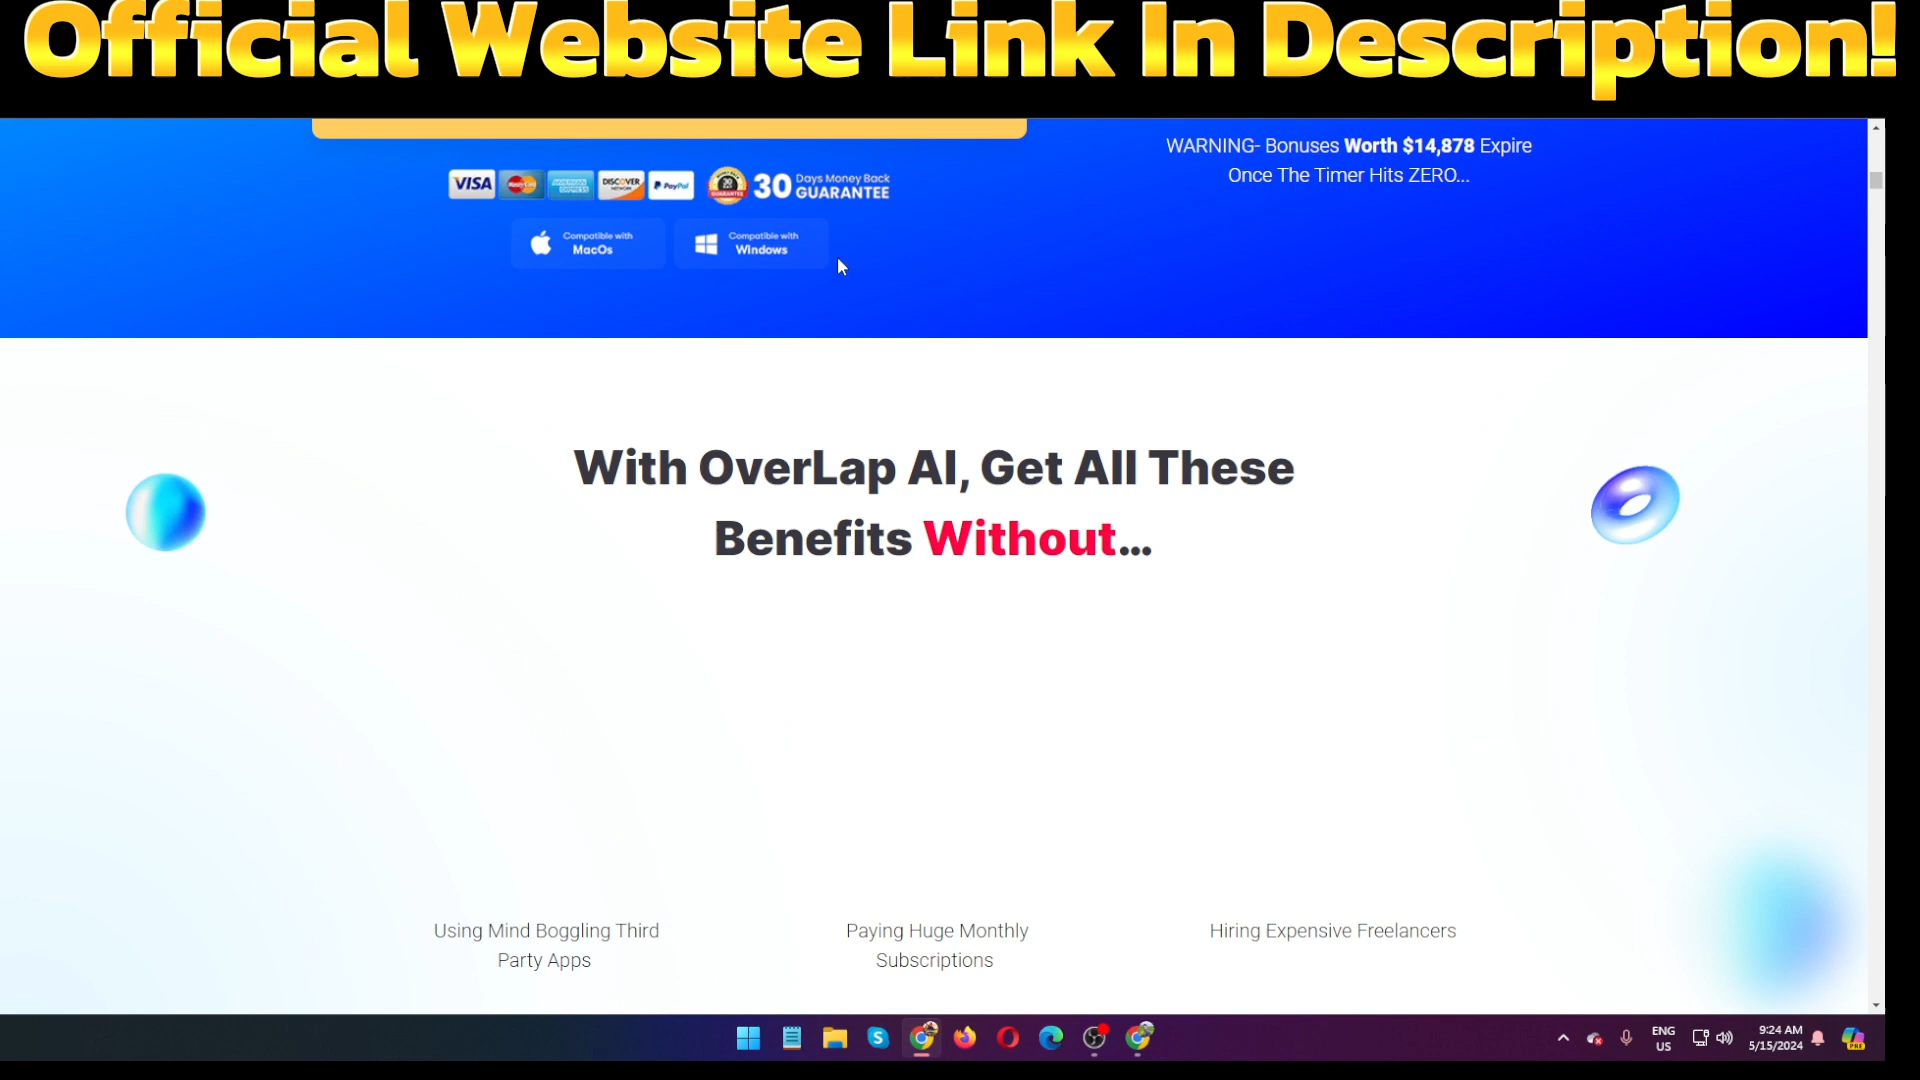 Official Website Link In Description!
WARNING- Bonuses Worth $14,878 Expire
Once The Timer Hits ZERO...
VISA
DISCOVER
PayPal
30 Days Money Back
GUARANTEE
Compatible with
MacOs
Compatible with
Windows
With OverLap AI, Get All These
Benefits Without...
Using Mind Boggling Third
Party Apps
Paying Huge Monthly
Subscriptions
Hiring Expensive Freelancers
ENG
US
9:24 AM
5/15/2024